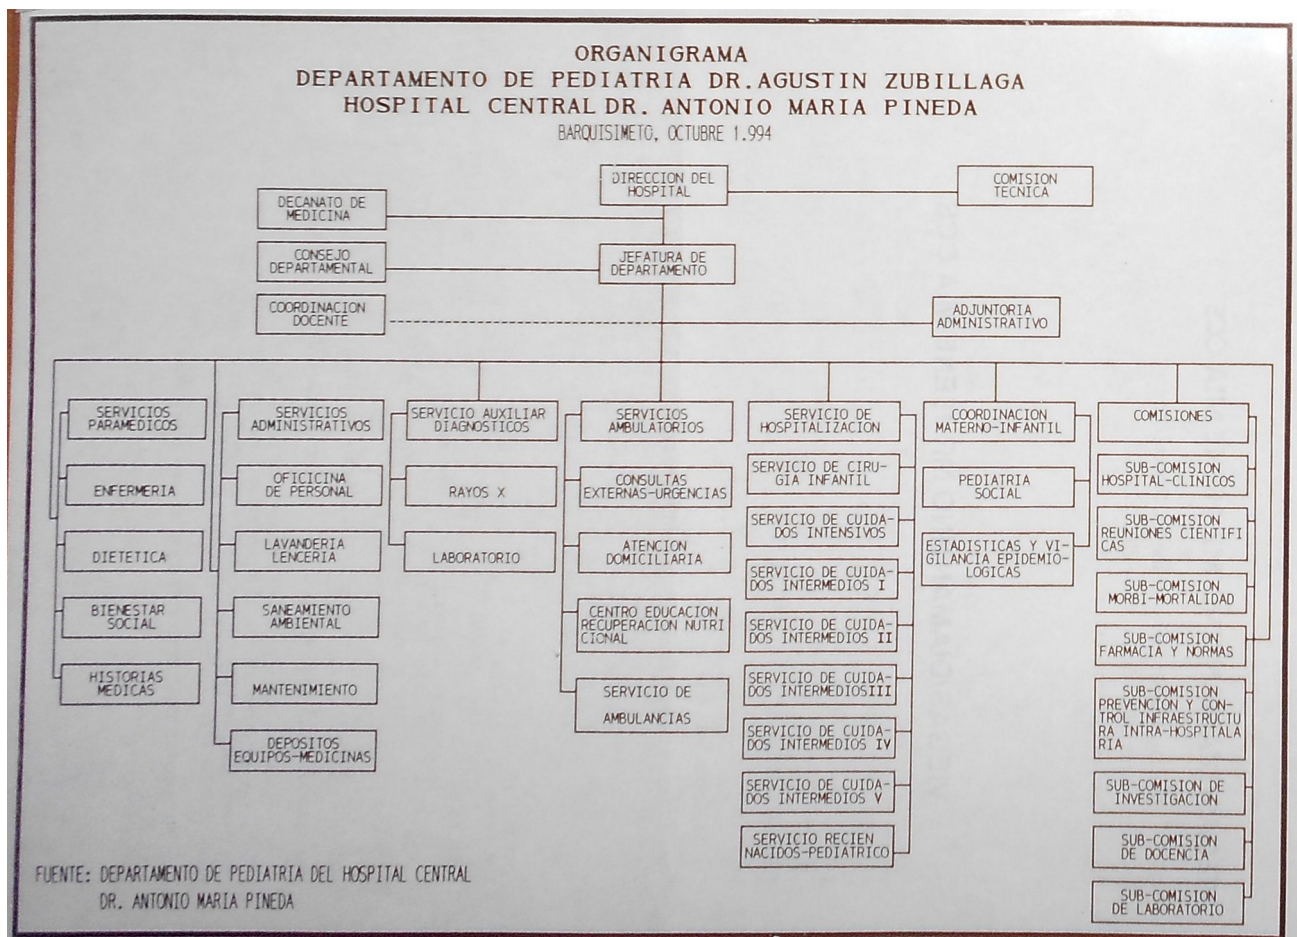 ORGANIGRAMA
DEPARTAMENTO DE PEDIATRIA DR.AGUSTIN ZUBILLAGA
HOSPITAL CENTRAL DR. ANTONIO MARIA PINEDA
BARQUISIMETO, OCTUBRE 1.994
DIRECCION DEL
HOSPITAL
COMISION
TECNICA
DECANATO DE
MEDICINA
CONSEJO
DEPARTAMENTAL
JEFATURA DE
DEPARTAMENTO
COORDINACION
DOCENTE
ADJUNTORIA
ADMINISTRATIVO
SERVICIOS
PARAMEDICOS
ENFERMERIA
DIETETICA
BIENESTAR
SOCIAL
HISTORIAS
MEDICAS
SERVICIOS
ADMINISTRATIVOS
OFICICINA
DE PERSONAL
LAVANDERIA
LENCERIA
SANEAMIENTO
AMBIENTAL
MANTENIMIENTO
DEPOSITOS
EQUIPOS-MEDICINAS
SERVICIO AUXILIAR
DIAGNOSTICOS
RAYOS X
LABORATORIO
SERVICIOS
AMBULATORIOS
CONSULTAS
EXTERNAS-URGENCIAS
ATENCION
DOMICILIARIA
CENTRO EDUCACION
RECUPERACION NUTRI
CIONAL
SERVICIO DE
AMBULANCIAS
SERVICIO DE
HOSPITALIZACION
SERVICIO DE CIRU-
GIA INFANTIL
SERVICIO DE CUIDA-
DOS INTENSIVOS
SERVICIO DE CUIDA-
DOS INTERMEDIOS I
SERVICIO DE CUIDA-
DOS INTERMEDIOS II
SERVICIO DE CUIDA-
DOS INTERMEDIOSIII
SERVICIO DE CUIDA-
DOS INTERMEDIOS IV
SERVICIO DE CUIDA-
DOS INTERMEDIOS V
SERVICIO RECIEN
NACIDOS-PEDIATRICO
COORDINACION
MATERNO-INFANTIL
PEDIATRIA
SOCIAL
ESTADISTICAS Y VI-
GILANCIA EPIDEMIO-
LOGICAS
COMISIONES
SUB-COMISION
HOSPITAL-CLINICOS
SUB-COMISION
REUNIONES CIENTIFI
CAS
SUB-COMISION
MORBI-MORTALIDAD
SUB-COMISION
FARMACIA Y NORMAS
SUB-COMISION
PREVENCION Y CON-
TROL INFRAESTRUCTU
RA INTRA-HOSPITALA
RIA
SUB-COMISION DE
INVESTIGACION
SUB-COMISION
DE DOCENCIA
SUB-COMISION
DE LABORATORIO
FUENTE: DEPARTAMENTO DE PEDIATRIA DEL HOSPITAL CENTRAL
DR. ANTONIO MARIA PINEDA